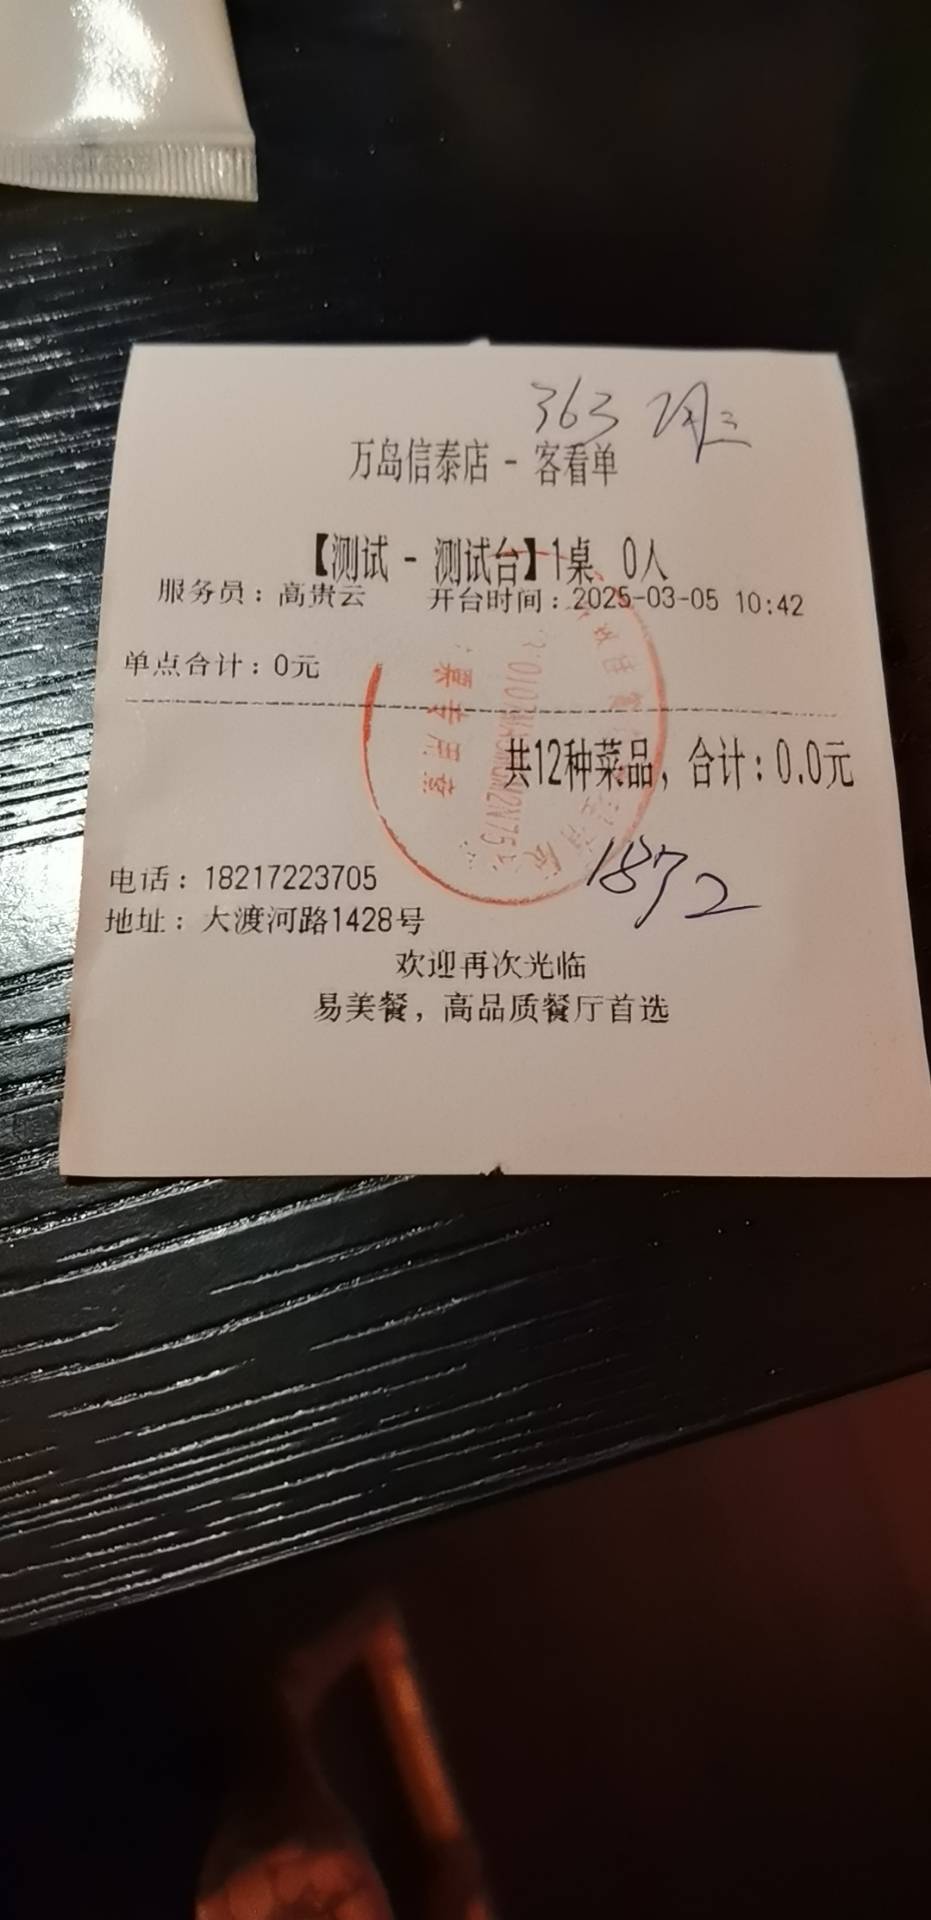 363
万岛信泰店 - 客看单
【测试 - 测试台】1桌 0人
服务员：高贵云 开台时间：2025-03-05 10:42
单点合计：0元
票专用章
共12种菜品，合计：0.0元
1872
电话：18217223705
地址：大渡河路1428号
欢迎再次光临
易美餐，高品质餐厅首选